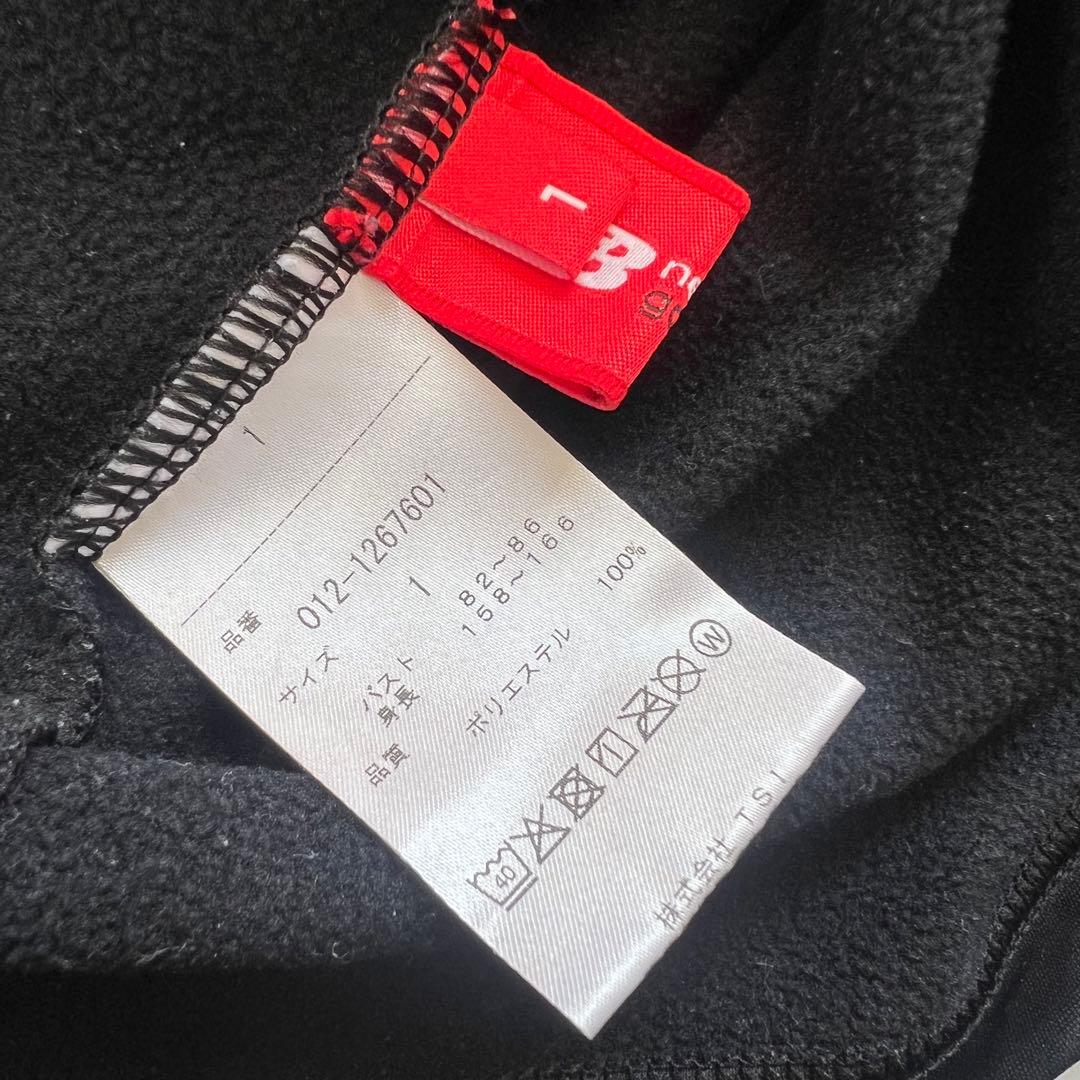 1
1
品番 012-1267601
サイズ 1
バスト 82~86
身長 158~166
品質 ポリエステル 100%
40
W
株式会社 TSI